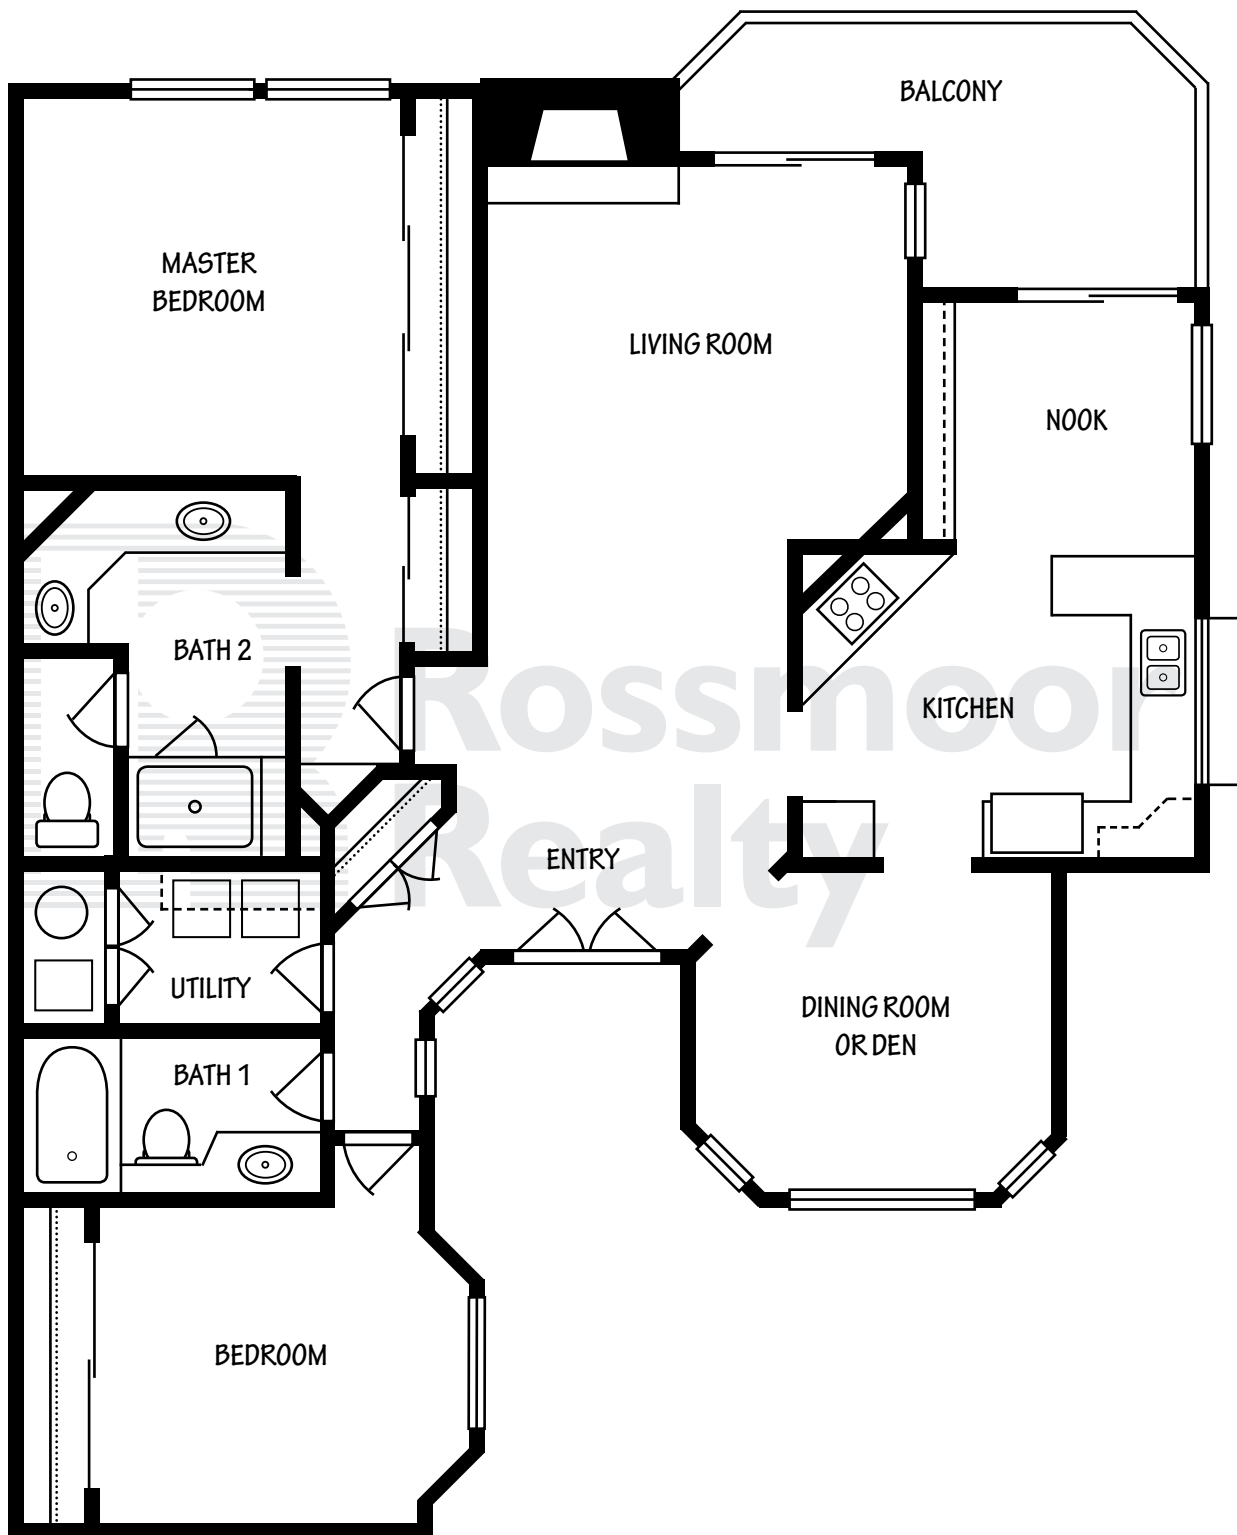 BALCONY
MASTER
BEDROOM
LIVING ROOM
NOOK
BATH 2
KITCHEN
Rossmoor
Realty
ENTRY
UTILITY
DINING ROOM
OR DEN
BATH 1
BEDROOM